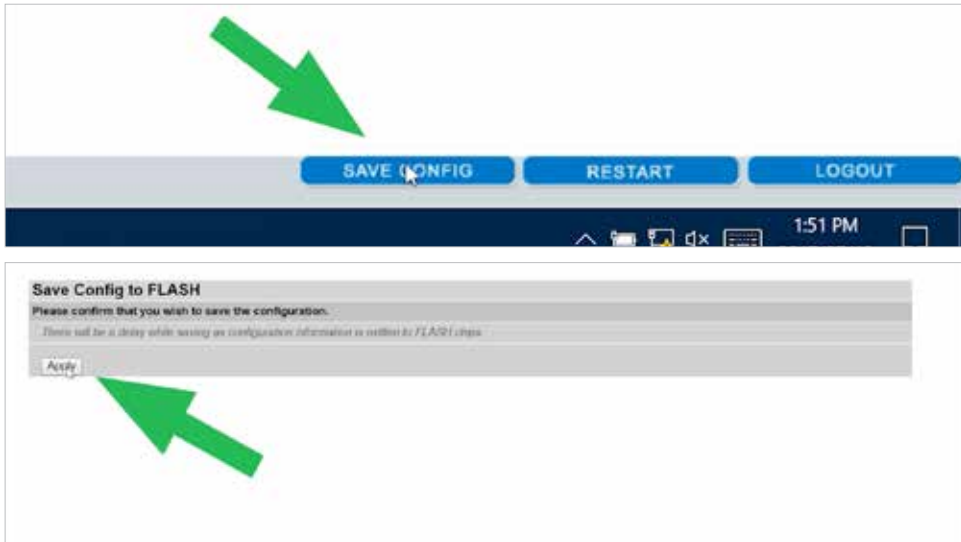 SAVE CONFIG
RESTART
LOGOUT
1:51 PM
Save Config to FLASH
Please confirm that you wish to save the configuration.
There will be a delay while saving as configuration information is written to FLASH chips
Apply